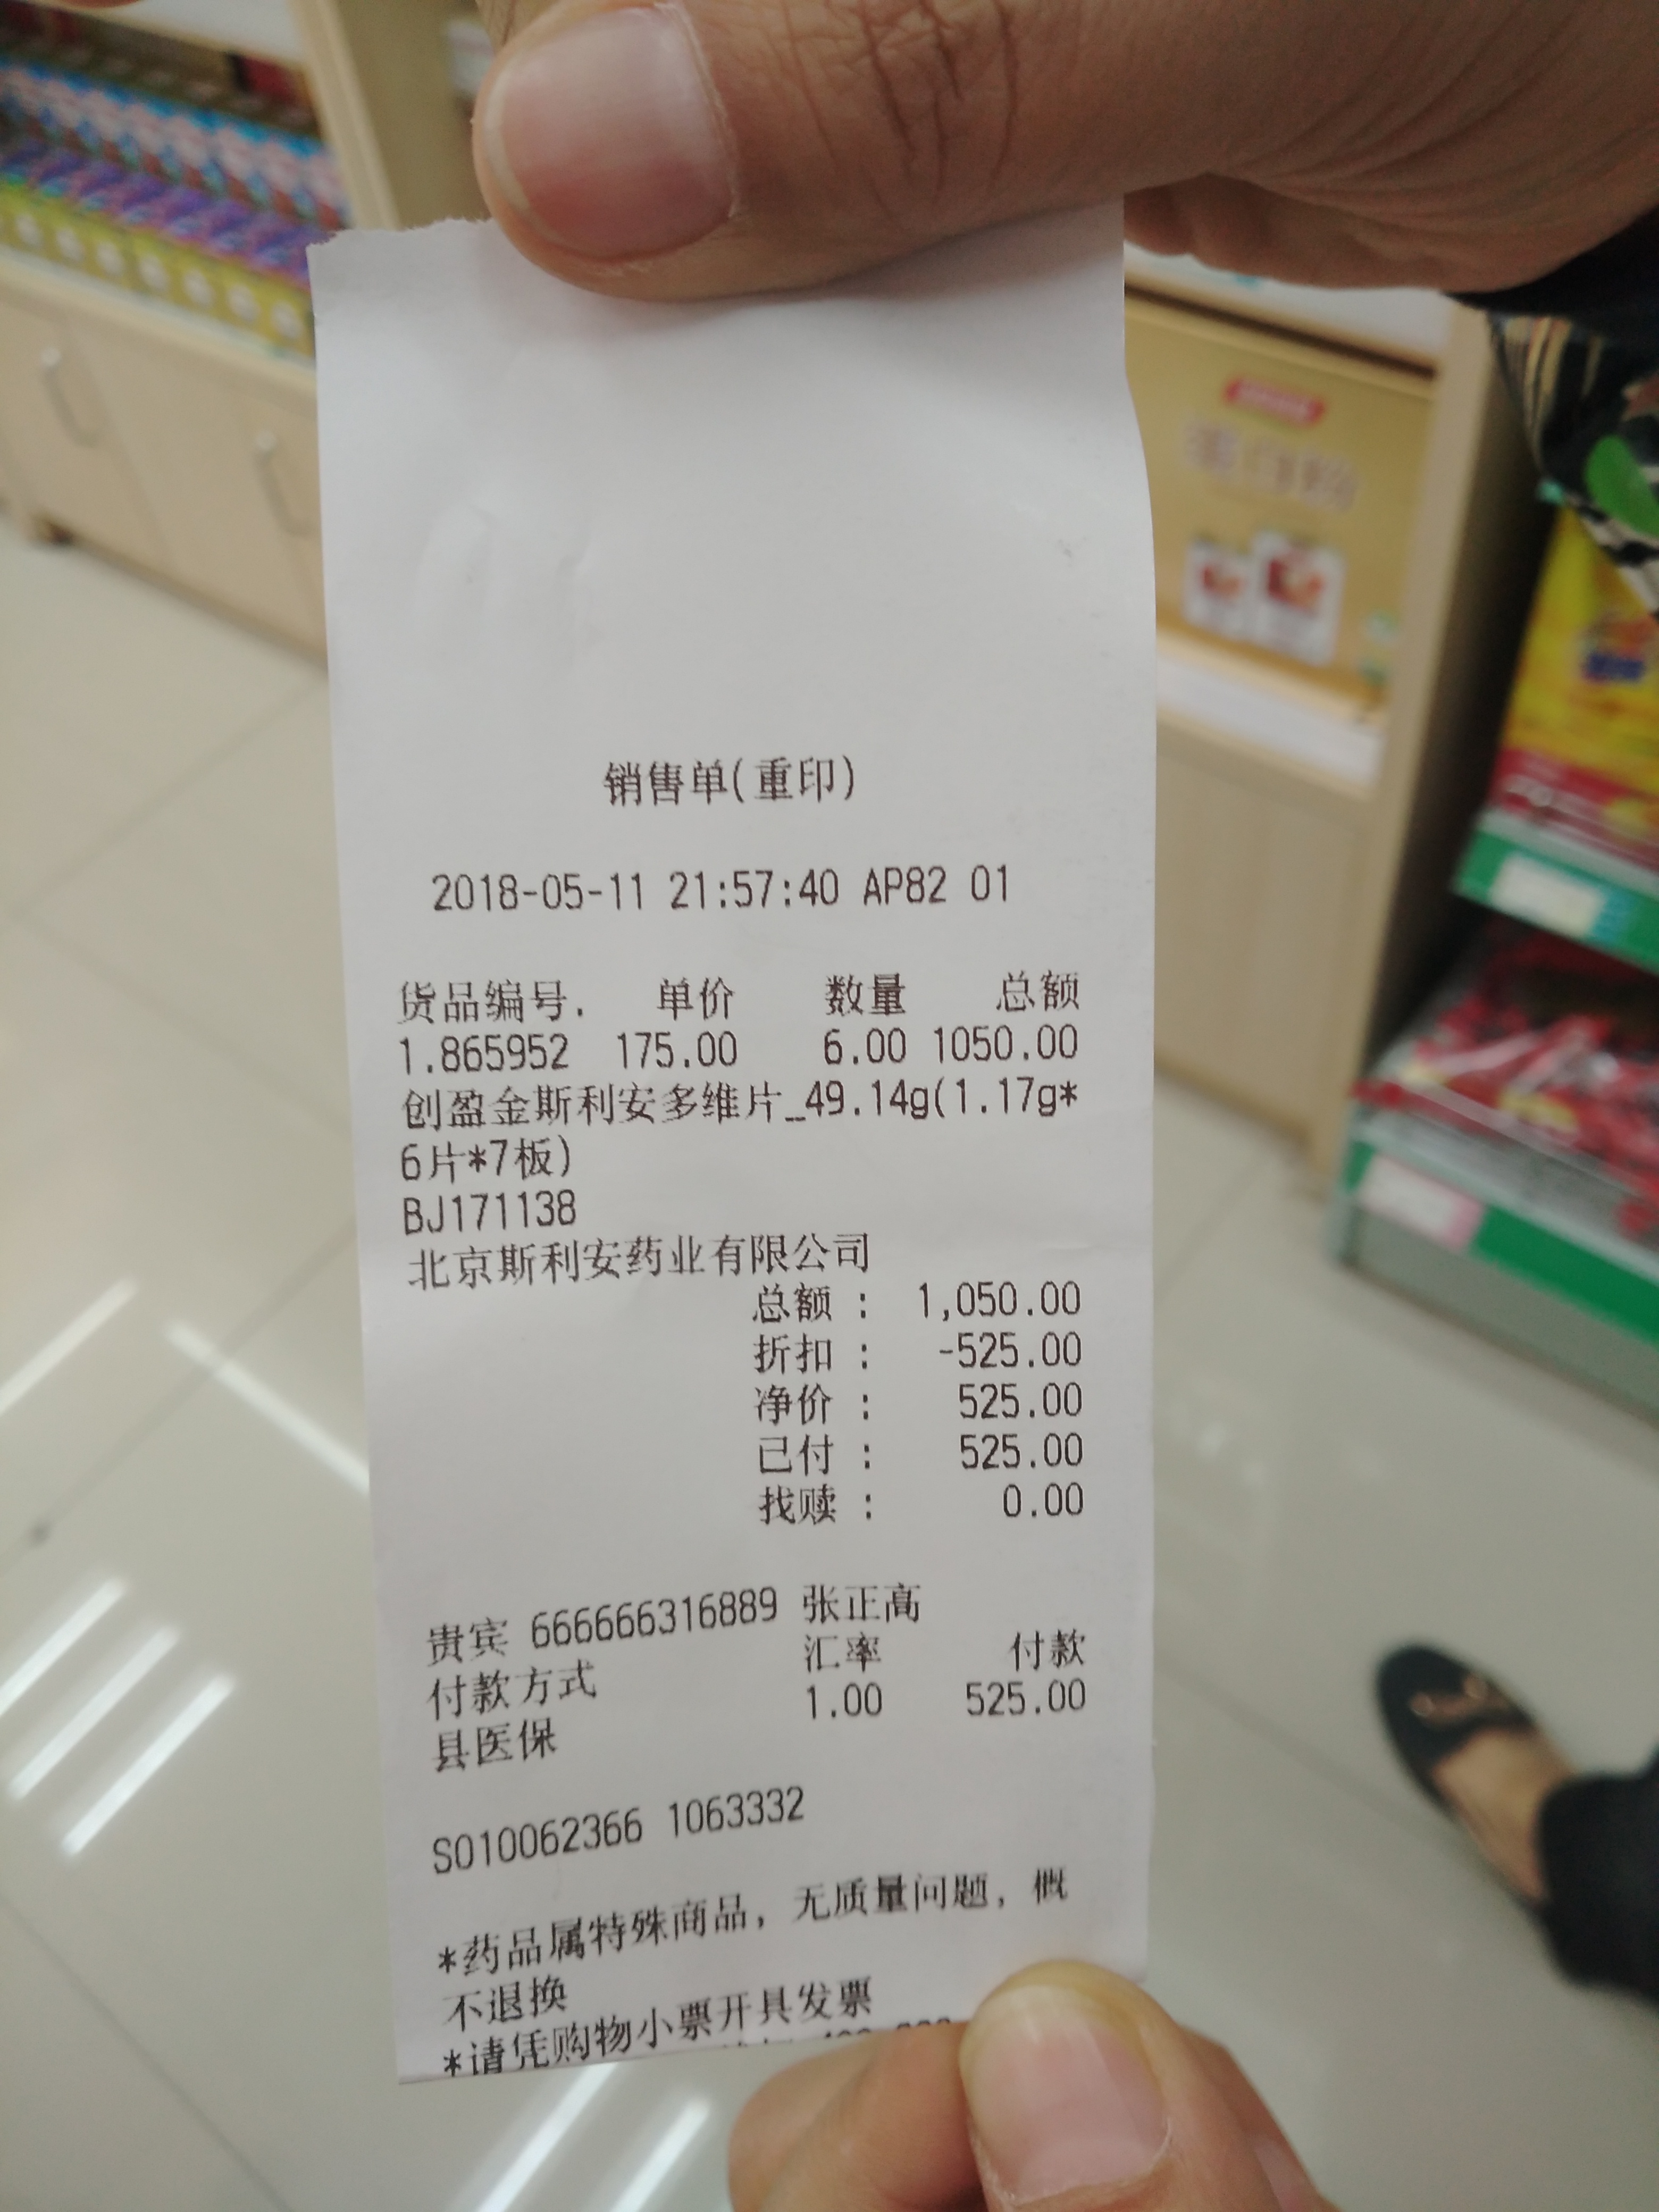 销售单(重印)
2018-05-11 21:57:40 AP82 01
货品编号. 单价 数量 总额
1.865952 175.00 6.00 1050.00
创盈金斯利安多维片_49.14g(1.17g*
6片*7板)
BJ171138
北京斯利安药业有限公司
总额 : 1,050.00
折扣 : -525.00
净价 : 525.00
已付 : 525.00
找赎 : 0.00
贵宾 666666316889 张正高
付款方式 汇率 付款
县医保 1.00 525.00
S010062366 1063332
*药品属特殊商品，无质量问题，概
不退换
*请凭购物小票开具发票